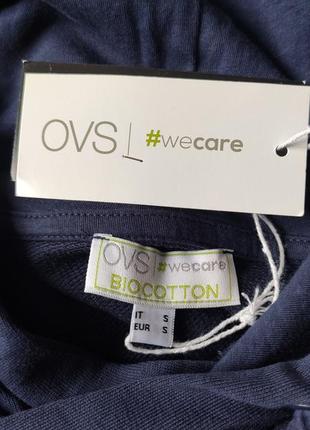 OVS #wecare
OVS #wecare
BIOCOTTON
IT S
EUR S